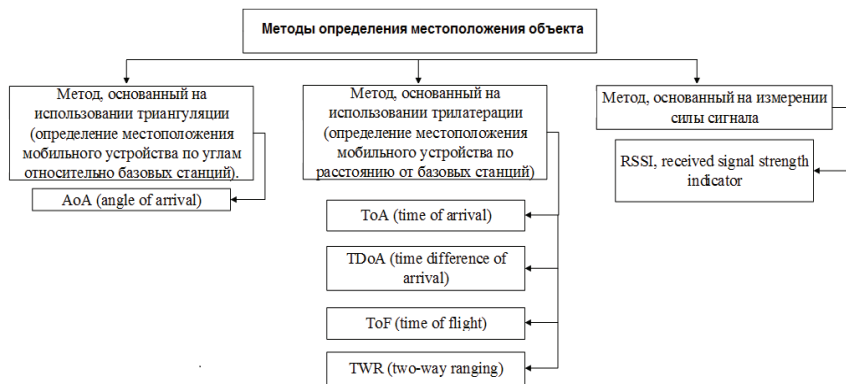 Методы определения местоположения объекта
Метод, основанный на
использовании триангуляции
(определение местоположения
мобильного устройства по углам
относительно базовых станций).
AoA (angle of arrival)
Метод, основанный на
использовании трилатерации
(определение местоположения
мобильного устройства по
расстоянию от базовых станций)
ToA (time of arrival)
TDoA (time difference of
arrival)
ToF (time of flight)
TWR (two-way ranging)
Метод, основанный на измерении
силы сигнала
RSSI, received signal strength
indicator